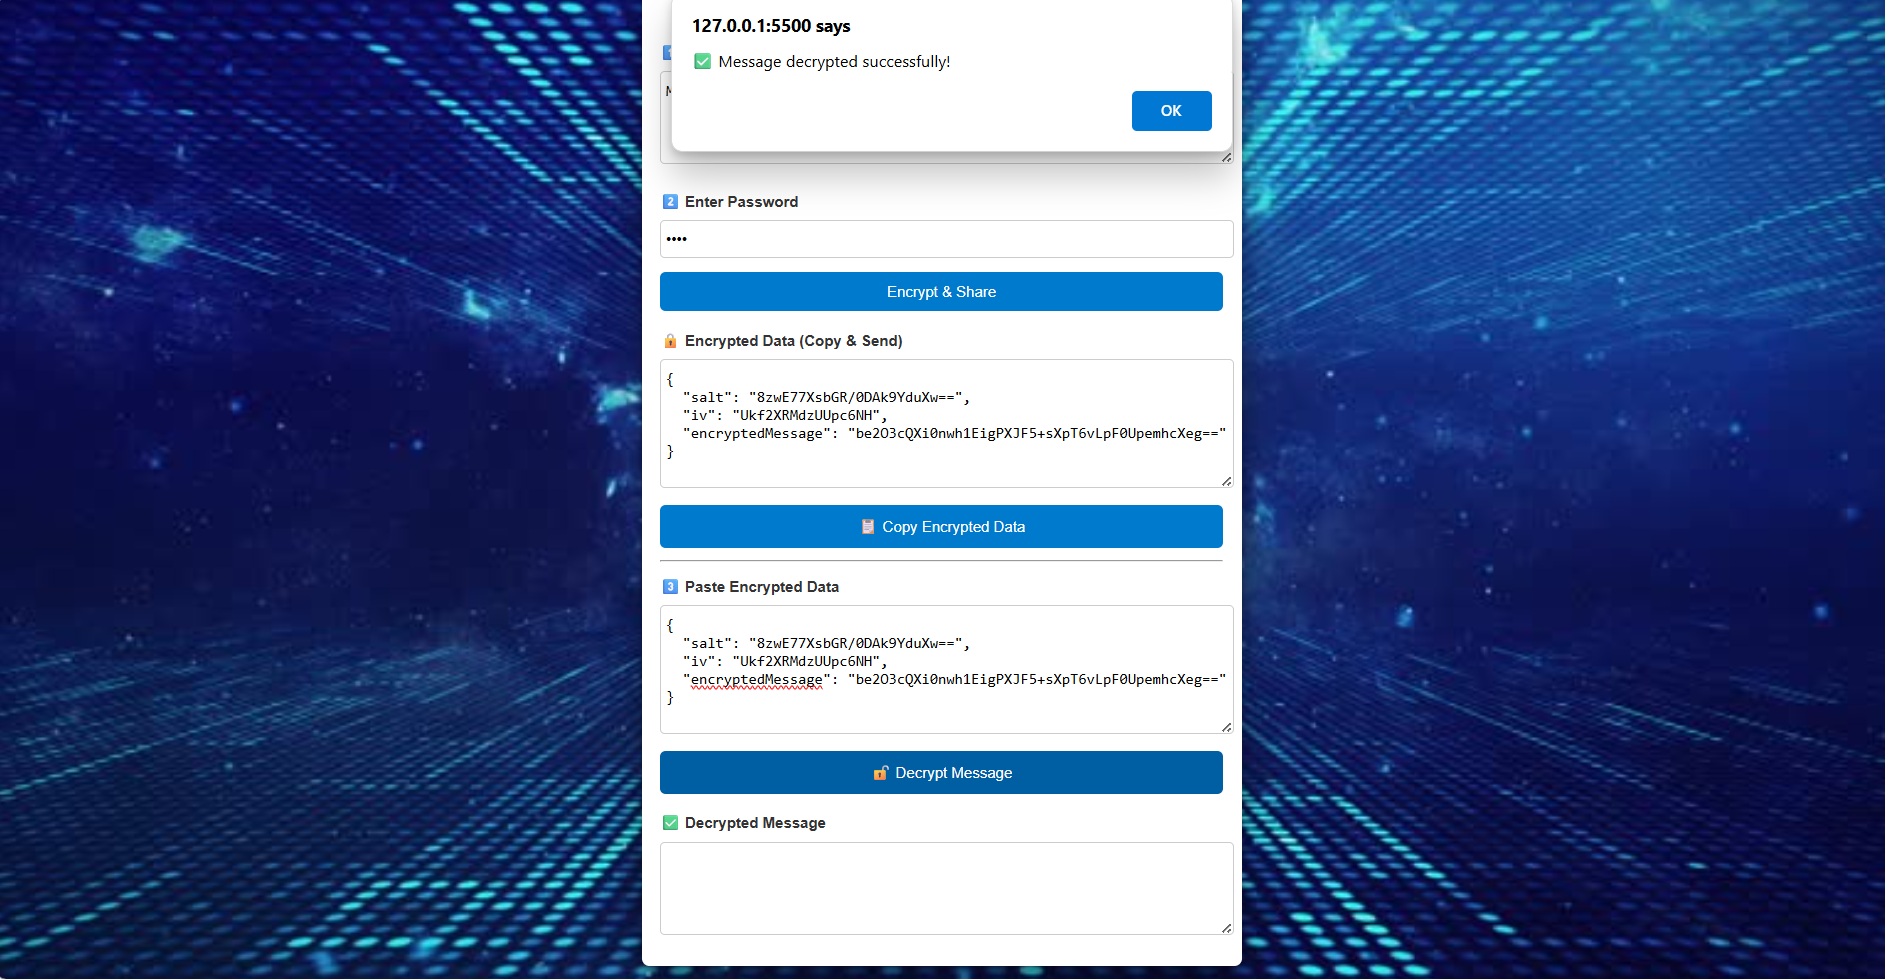 127.0.0.1:5500 says
✅ Message decrypted successfully!
OK
1
M
2 Enter Password
••••
Encrypt & Share
🔒 Encrypted Data (Copy & Send)
{
"salt": "8zwE77XsbGR/0DAk9YduXw==",
"iv": "Ukf2XRMdzUUpc6NH",
"encryptedMessage": "be2O3cQXi0nwh1EigPXJF5+sXpT6vLpF0UpemhcXeg=="
}
📋 Copy Encrypted Data
3 Paste Encrypted Data
{
"salt": "8zwE77XsbGR/0DAk9YduXw==",
"iv": "Ukf2XRMdzUUpc6NH",
"encryptedMessage": "be2O3cQXi0nwh1EigPXJF5+sXpT6vLpF0UpemhcXeg=="
}
🔓 Decrypt Message
✅ Decrypted Message